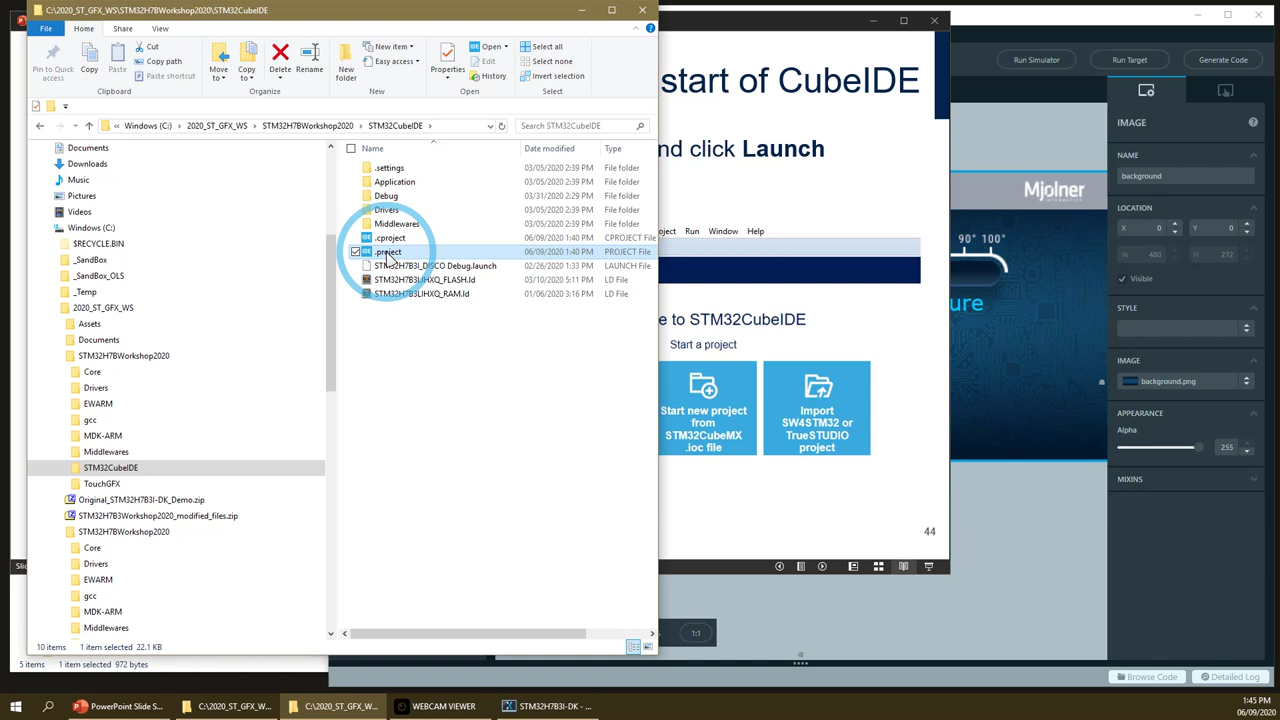 C:\2020_ST_GFX_WS\STM32H7BWorkshop2020\STM32CubeIDE
File Home Share View
Pin to Quick access
Copy
Paste
Cut
Copy path
Paste shortcut
Clipboard
Move to
Copy to
Delete
Rename
Organize
New folder
New item
Easy access
New
Properties
Open
Edit
History
Open
Select all
Select none
Invert selection
Select
« Windows (C:) › 2020_ST_GFX_WS › STM32H7BWorkshop2020 › STM32CubeIDE ›
Search STM32CubeIDE
Documents
Downloads
Music
Pictures
Videos
Windows (C:)
$RECYCLE.BIN
_SandBox
_SandBox_OLS
_Temp
2020_ST_GFX_WS
Assets
Documents
STM32H7BWorkshop2020
Core
Drivers
EWARM
gcc
MDK-ARM
Middlewares
STM32CubeIDE
TouchGFX
Original_STM32H7B3I-DK_Demo.zip
STM32H7B3Workshop2020_modified_files.zip
STM32H7BWorkshop2020
Core
Drivers
EWARM
gcc
MDK-ARM
Middlewares
Name Date modified Type
.settings 03/05/2020 2:39 PM File folder
Application 03/05/2020 2:39 PM File folder
Debug 03/31/2020 2:29 PM File folder
Drivers 03/05/2020 2:39 PM File folder
Middlewares 03/05/2020 2:39 PM File folder
.cproject 06/09/2020 1:40 PM CPROJECT File
.project 06/09/2020 1:40 PM PROJECT File
STM32H7B3I_DISCO Debug.launch 02/26/2020 1:33 PM LAUNCH File
STM32H7B3LIHXQ_FLASH.ld 03/10/2020 5:11 PM LD File
STM32H7B3LIHXQ_RAM.ld 01/06/2020 3:16 PM LD File
10 items 1 item selected 22.1 KB
5 items 1 item selected 972 bytes
start of CubeIDE
nd click Launch
oject Run Window Help
e to STM32CubeIDE
Start a project
Start new project from STM32CubeMX .ioc file
Import SW4STM32 or TrueSTUDIO project
44
1:1
Run Simulator
Run Target
Generate Code
Mjølner
90° 100°
ure
IMAGE
NAME
background
LOCATION
X 0 Y 0
W 480 H 272
Visible
STYLE
IMAGE
background.png
APPEARANCE
Alpha
255
MIXINS
Browse Code
Detailed Log
PowerPoint Slide S...
C:\2020_ST_GFX_W...
C:\2020_ST_GFX_W...
WEBCAM VIEWER
STM32H7B3I-DK - ...
1:45 PM
06/09/2020